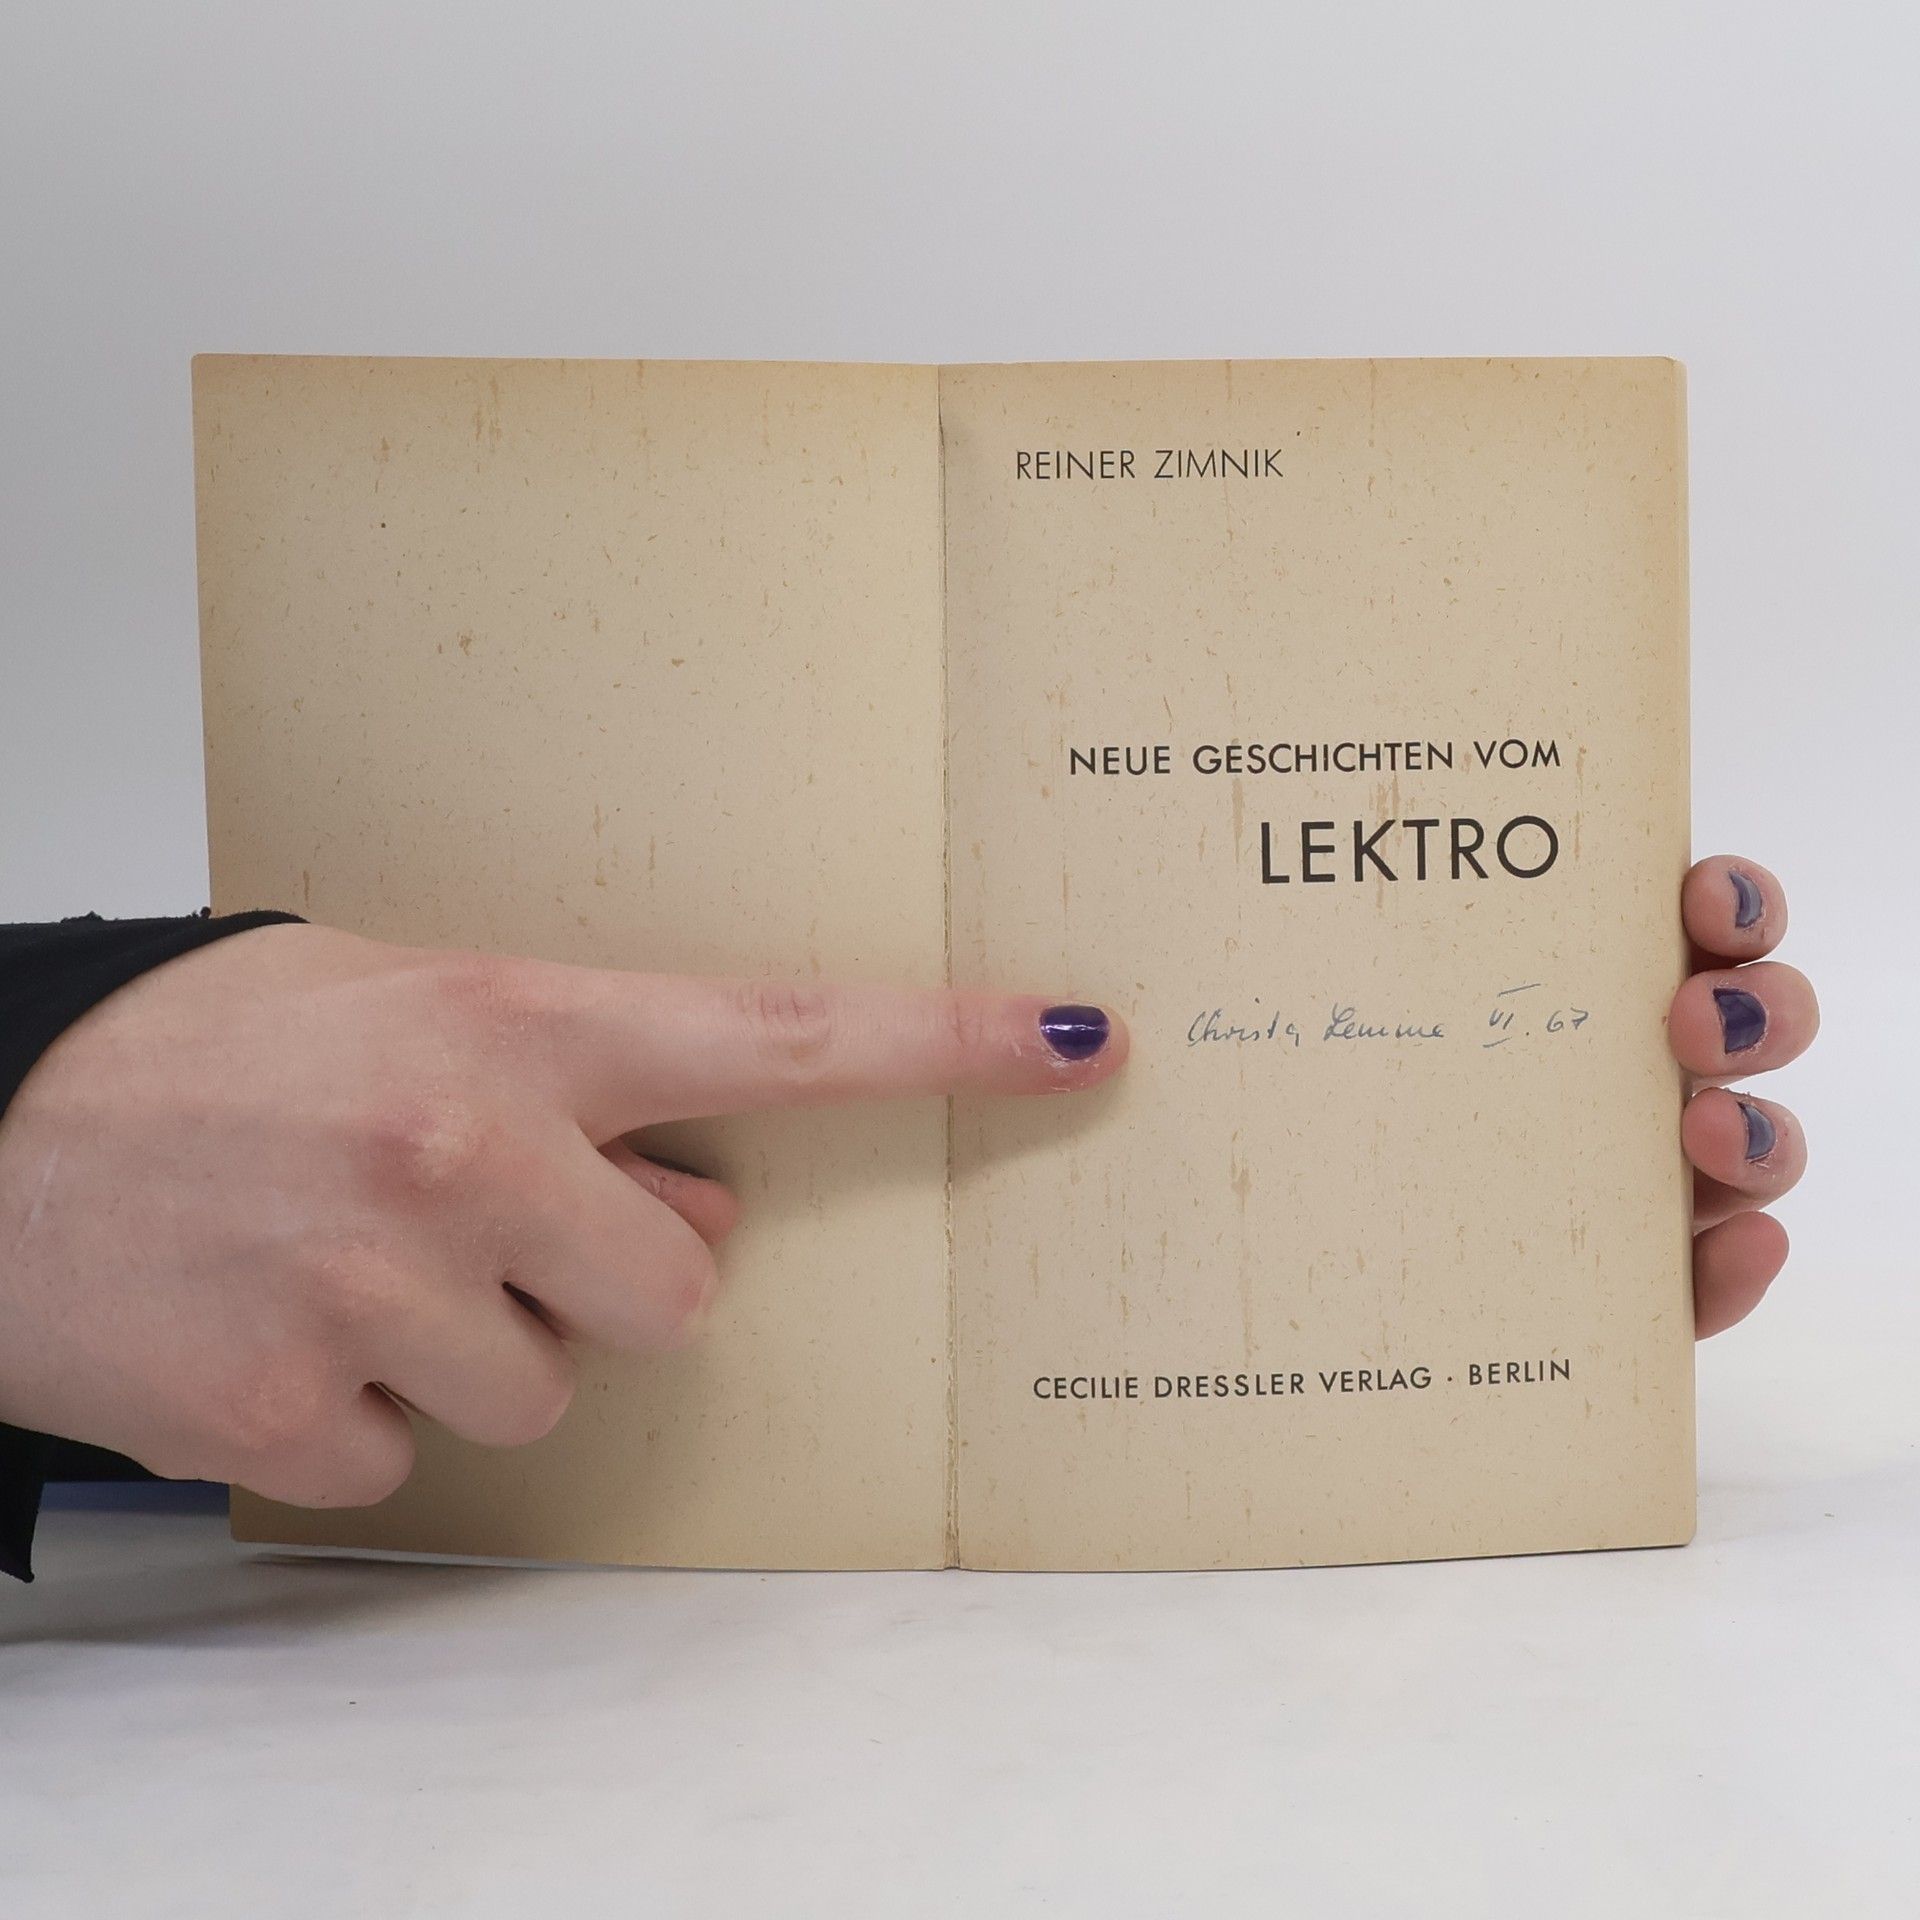 REINER ZIMNIK
NEUE GESCHICHTEN VOM
LEKTRO
Christa Lemme VI. 67
CECILIE DRESSLER VERLAG · BERLIN